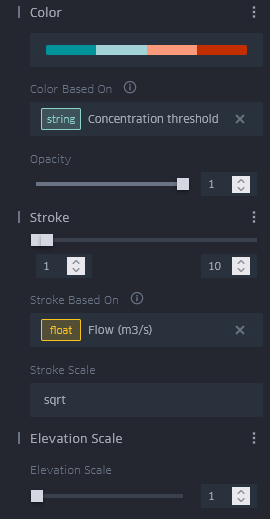 Color
Color Based On
string Concentration threshold
Opacity
1
Stroke
1 10
Stroke Based On
float Flow (m3/s)
Stroke Scale
sqrt
Elevation Scale
Elevation Scale
1